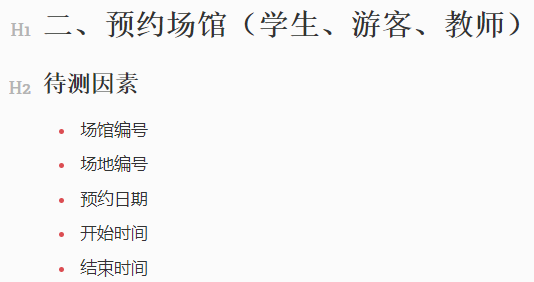 H1 二、预约场馆（学生、游客、教师）
H2 待测因素
场馆编号
场地编号
预约日期
开始时间
结束时间